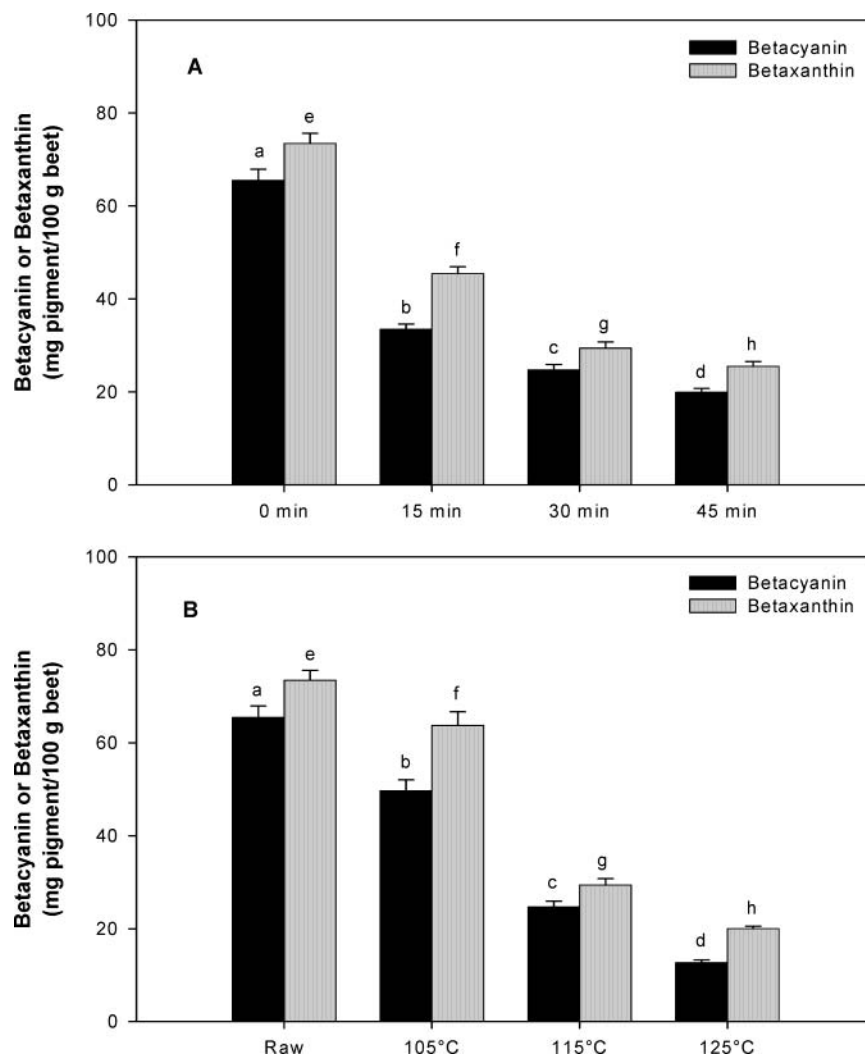 Betacyanin or Betaxanthin
(mg pigment/100 g beet)
100
80
60
40
20
0
A
Betacyanin
Betaxanthin
a
e
b
f
c
g
d
h
0 min
15 min
30 min
45 min
Betacyanin or Betaxanthin
(mg pigment/100 g beet)
100
80
60
40
20
0
B
Betacyanin
Betaxanthin
a
e
b
f
c
g
d
h
Raw
105°C
115°C
125°C